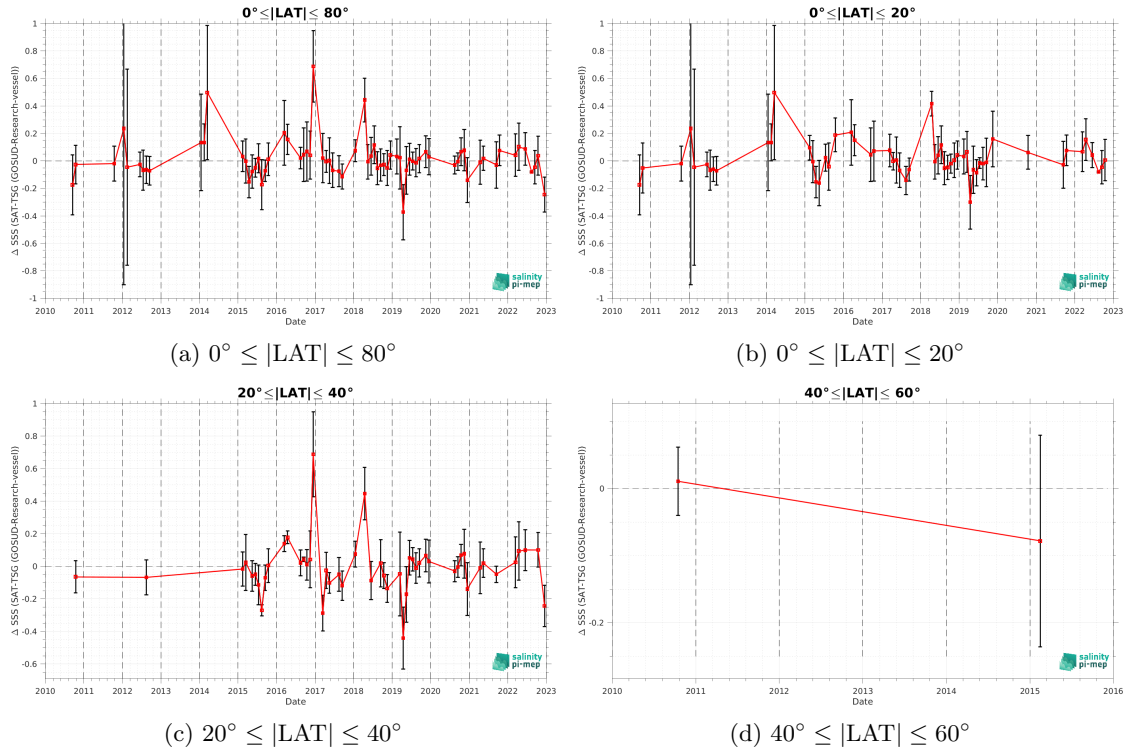 0°≤|LAT|≤ 80°
1
0.8
0.6
0.4
0.2
0
-0.2
-0.4
-0.6
-0.8
-1
Δ SSS (SAT-TSG (GOSUD-Research-vessel))
2010 2011 2012 2013 2014 2015 2016 2017 2018 2019 2020 2021 2022 2023
Date
salinity
pi-mep
(a) 0° ≤ |LAT| ≤ 80°
0°≤|LAT|≤ 20°
1
0.8
0.6
0.4
0.2
0
-0.2
-0.4
-0.6
-0.8
-1
Δ SSS (SAT-TSG (GOSUD-Research-vessel))
2010 2011 2012 2013 2014 2015 2016 2017 2018 2019 2020 2021 2022 2023
Date
salinity
pi-mep
(b) 0° ≤ |LAT| ≤ 20°
20°≤|LAT|≤ 40°
1
0.8
0.6
0.4
0.2
0
-0.2
-0.4
-0.6
Δ SSS (SAT-TSG (GOSUD-Research-vessel))
2010 2011 2012 2013 2014 2015 2016 2017 2018 2019 2020 2021 2022 2023
Date
salinity
pi-mep
(c) 20° ≤ |LAT| ≤ 40°
40°≤|LAT|≤ 60°
0
-0.2
Δ SSS (SAT-TSG (GOSUD-Research-vessel))
2010 2011 2012 2013 2014 2015 2016
Date
salinity
pi-mep
(d) 40° ≤ |LAT| ≤ 60°